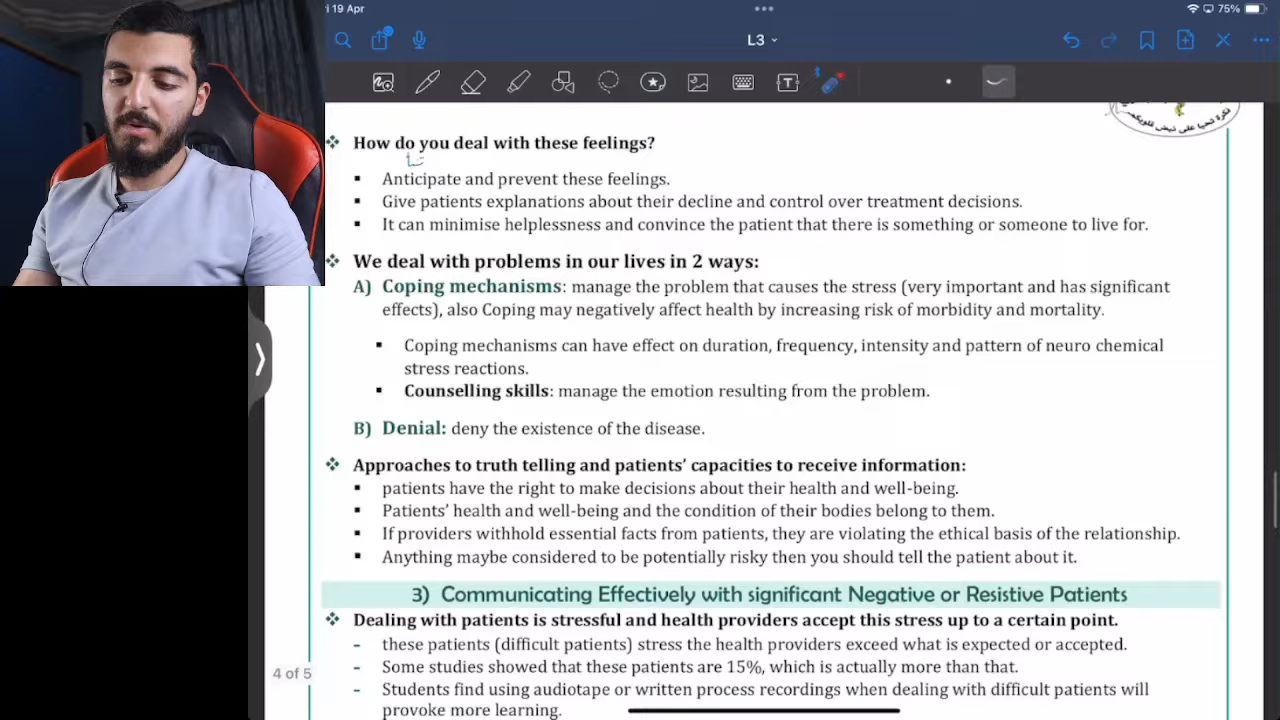 ri 19 Apr
75%
L3
T
فكرة تحيا على نبض قلوبكم
❖ How do you deal with these feelings?
▪ Anticipate and prevent these feelings.
▪ Give patients explanations about their decline and control over treatment decisions.
▪ It can minimise helplessness and convince the patient that there is something or someone to live for.
❖ We deal with problems in our lives in 2 ways:
A) Coping mechanisms: manage the problem that causes the stress (very important and has significant
effects), also Coping may negatively affect health by increasing risk of morbidity and mortality.
▪ Coping mechanisms can have effect on duration, frequency, intensity and pattern of neuro chemical
stress reactions.
▪ Counselling skills: manage the emotion resulting from the problem.
B) Denial: deny the existence of the disease.
❖ Approaches to truth telling and patients' capacities to receive information:
▪ patients have the right to make decisions about their health and well-being.
▪ Patients' health and well-being and the condition of their bodies belong to them.
▪ If providers withhold essential facts from patients, they are violating the ethical basis of the relationship.
▪ Anything maybe considered to be potentially risky then you should tell the patient about it.
3) Communicating Effectively with significant Negative or Resistive Patients
❖ Dealing with patients is stressful and health providers accept this stress up to a certain point.
- these patients (difficult patients) stress the health providers exceed what is expected or accepted.
- Some studies showed that these patients are 15%, which is actually more than that.
- Students find using audiotape or written process recordings when dealing with difficult patients will
provoke more learning.
4 of 5